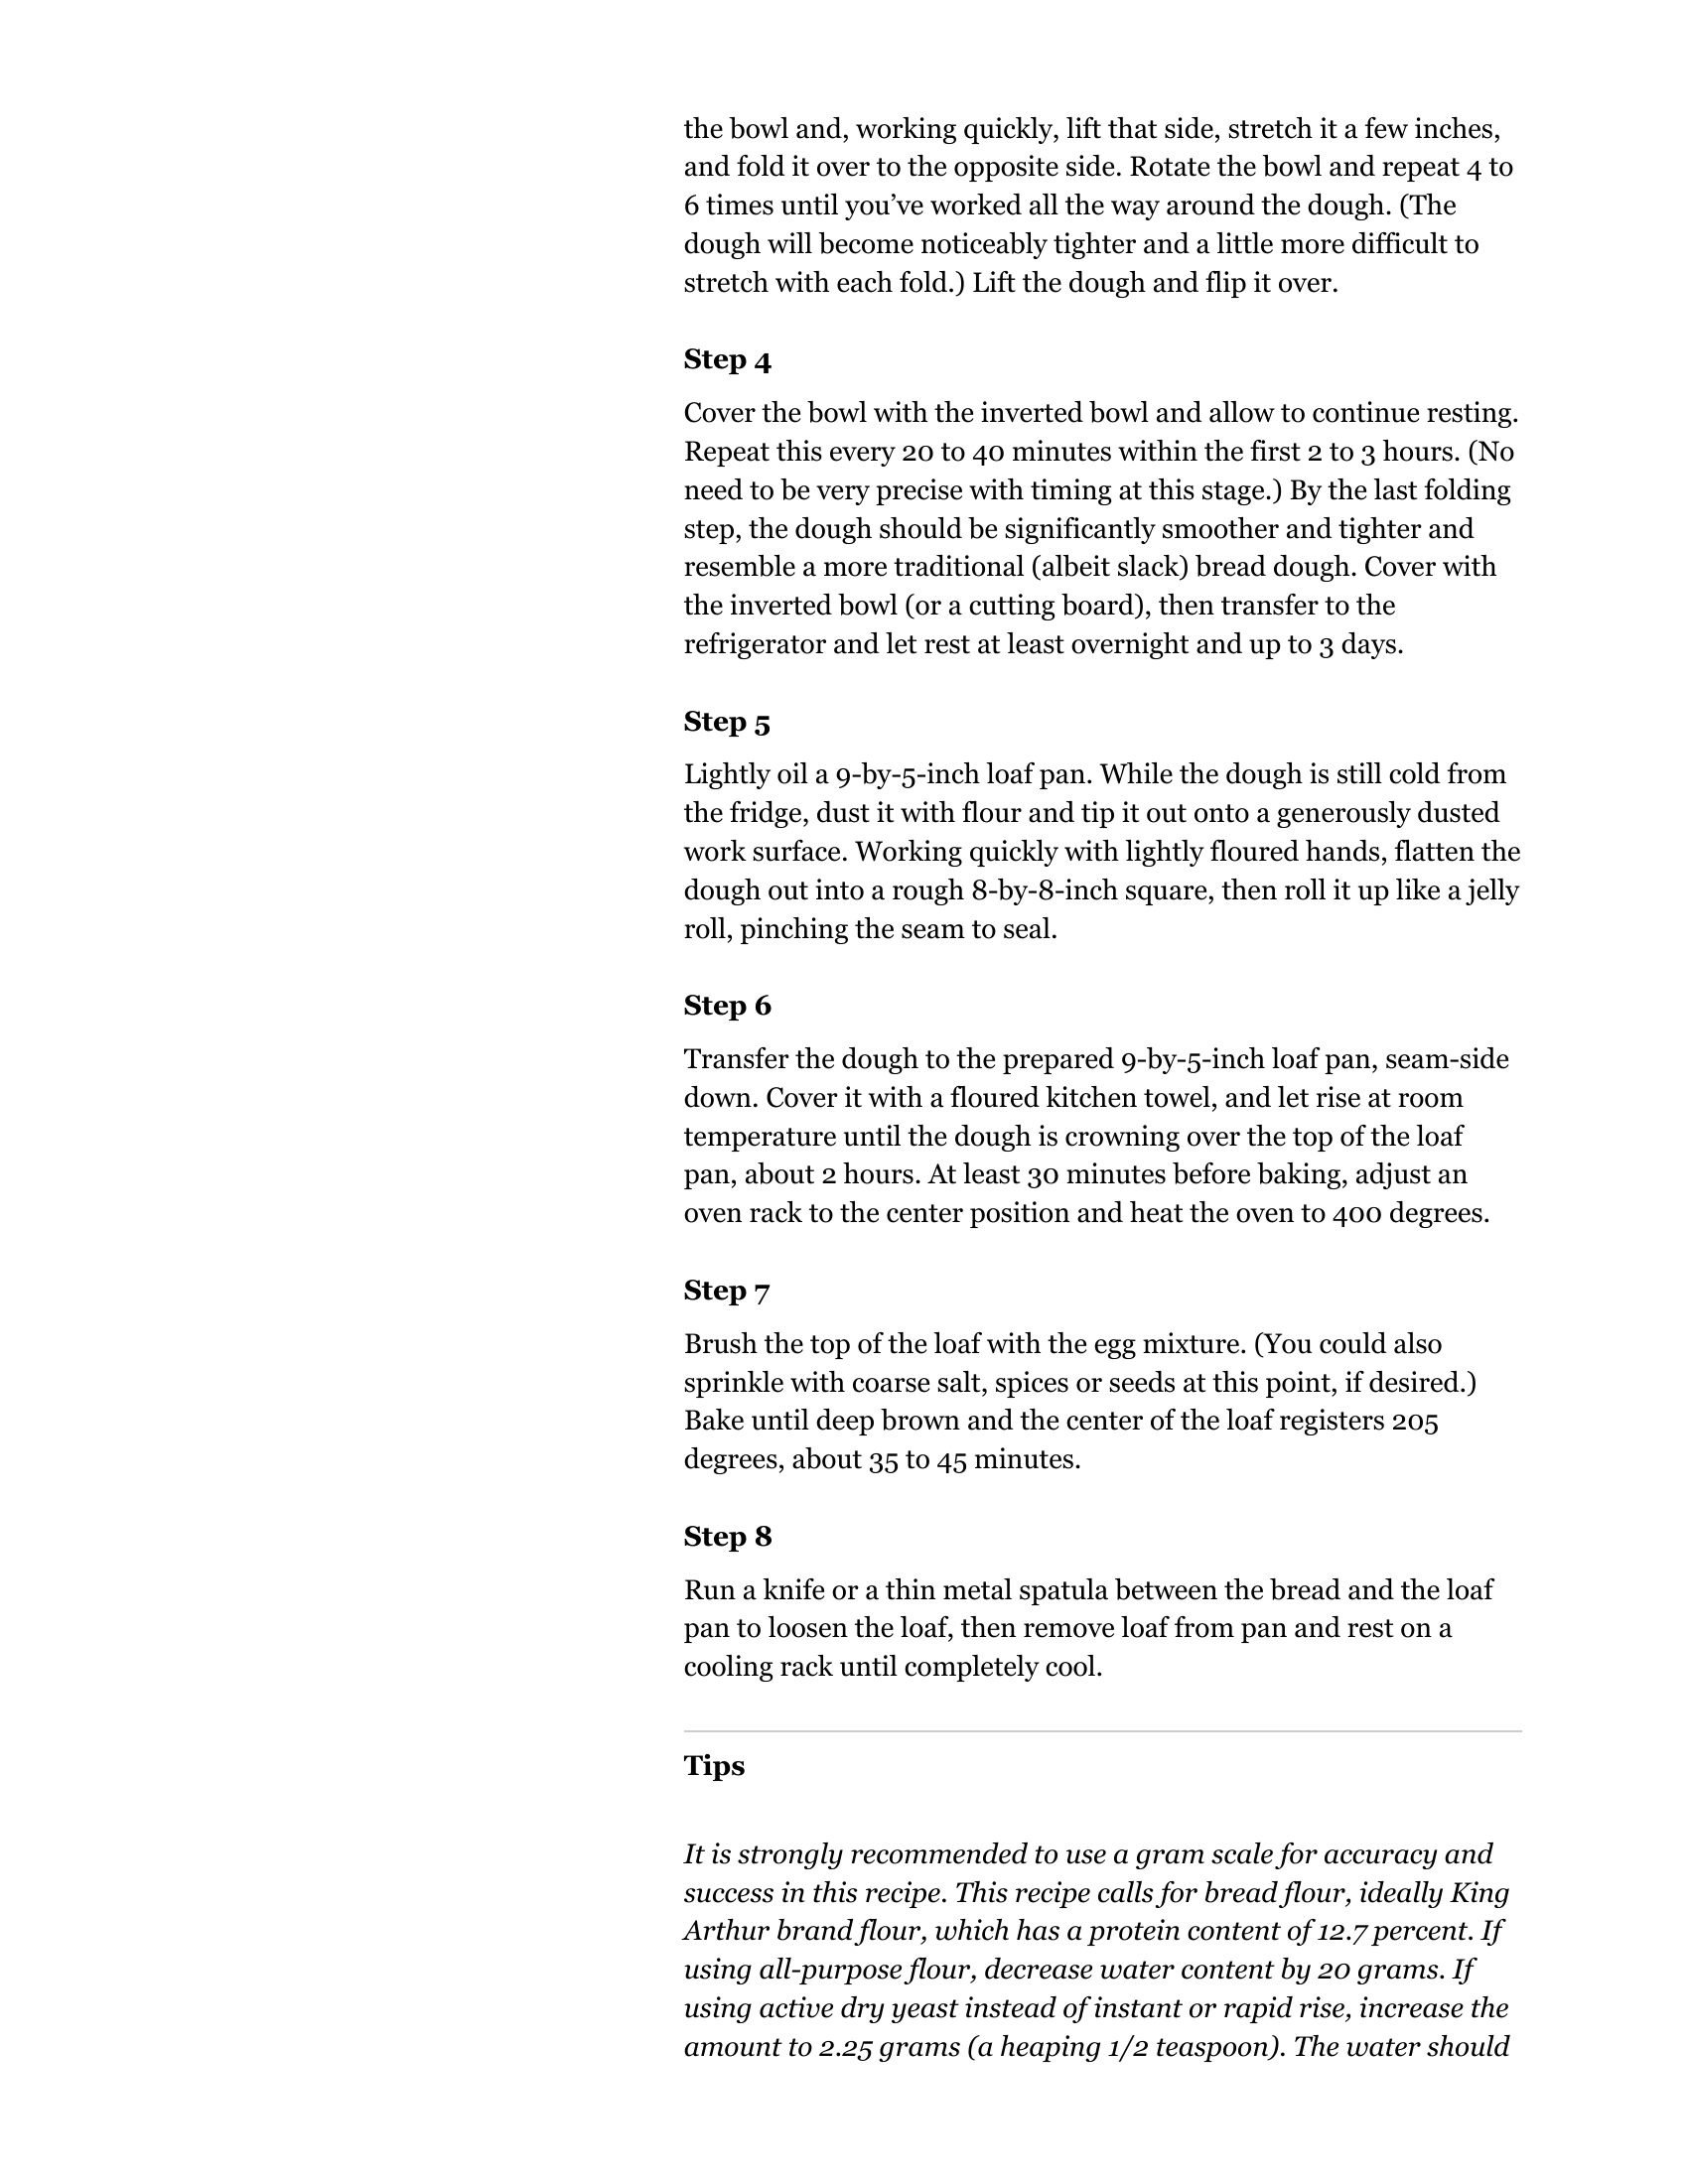 the bowl and, working quickly, lift that side, stretch it a few inches,
and fold it over to the opposite side. Rotate the bowl and repeat 4 to
6 times until you’ve worked all the way around the dough. (The
dough will become noticeably tighter and a little more difficult to
stretch with each fold.) Lift the dough and flip it over.
Step 4
Cover the bowl with the inverted bowl and allow to continue resting.
Repeat this every 20 to 40 minutes within the first 2 to 3 hours. (No
need to be very precise with timing at this stage.) By the last folding
step, the dough should be significantly smoother and tighter and
resemble a more traditional (albeit slack) bread dough. Cover with
the inverted bowl (or a cutting board), then transfer to the
refrigerator and let rest at least overnight and up to 3 days.
Step 5
Lightly oil a 9-by-5-inch loaf pan. While the dough is still cold from
the fridge, dust it with flour and tip it out onto a generously dusted
work surface. Working quickly with lightly floured hands, flatten the
dough out into a rough 8-by-8-inch square, then roll it up like a jelly
roll, pinching the seam to seal.
Step 6
Transfer the dough to the prepared 9-by-5-inch loaf pan, seam-side
down. Cover it with a floured kitchen towel, and let rise at room
temperature until the dough is crowning over the top of the loaf
pan, about 2 hours. At least 30 minutes before baking, adjust an
oven rack to the center position and heat the oven to 400 degrees.
Step 7
Brush the top of the loaf with the egg mixture. (You could also
sprinkle with coarse salt, spices or seeds at this point, if desired.)
Bake until deep brown and the center of the loaf registers 205
degrees, about 35 to 45 minutes.
Step 8
Run a knife or a thin metal spatula between the bread and the loaf
pan to loosen the loaf, then remove loaf from pan and rest on a
cooling rack until completely cool.
Tips
It is strongly recommended to use a gram scale for accuracy and
success in this recipe. This recipe calls for bread flour, ideally King
Arthur brand flour, which has a protein content of 12.7 percent. If
using all-purpose flour, decrease water content by 20 grams. If
using active dry yeast instead of instant or rapid rise, increase the
amount to 2.25 grams (a heaping 1/2 teaspoon). The water should